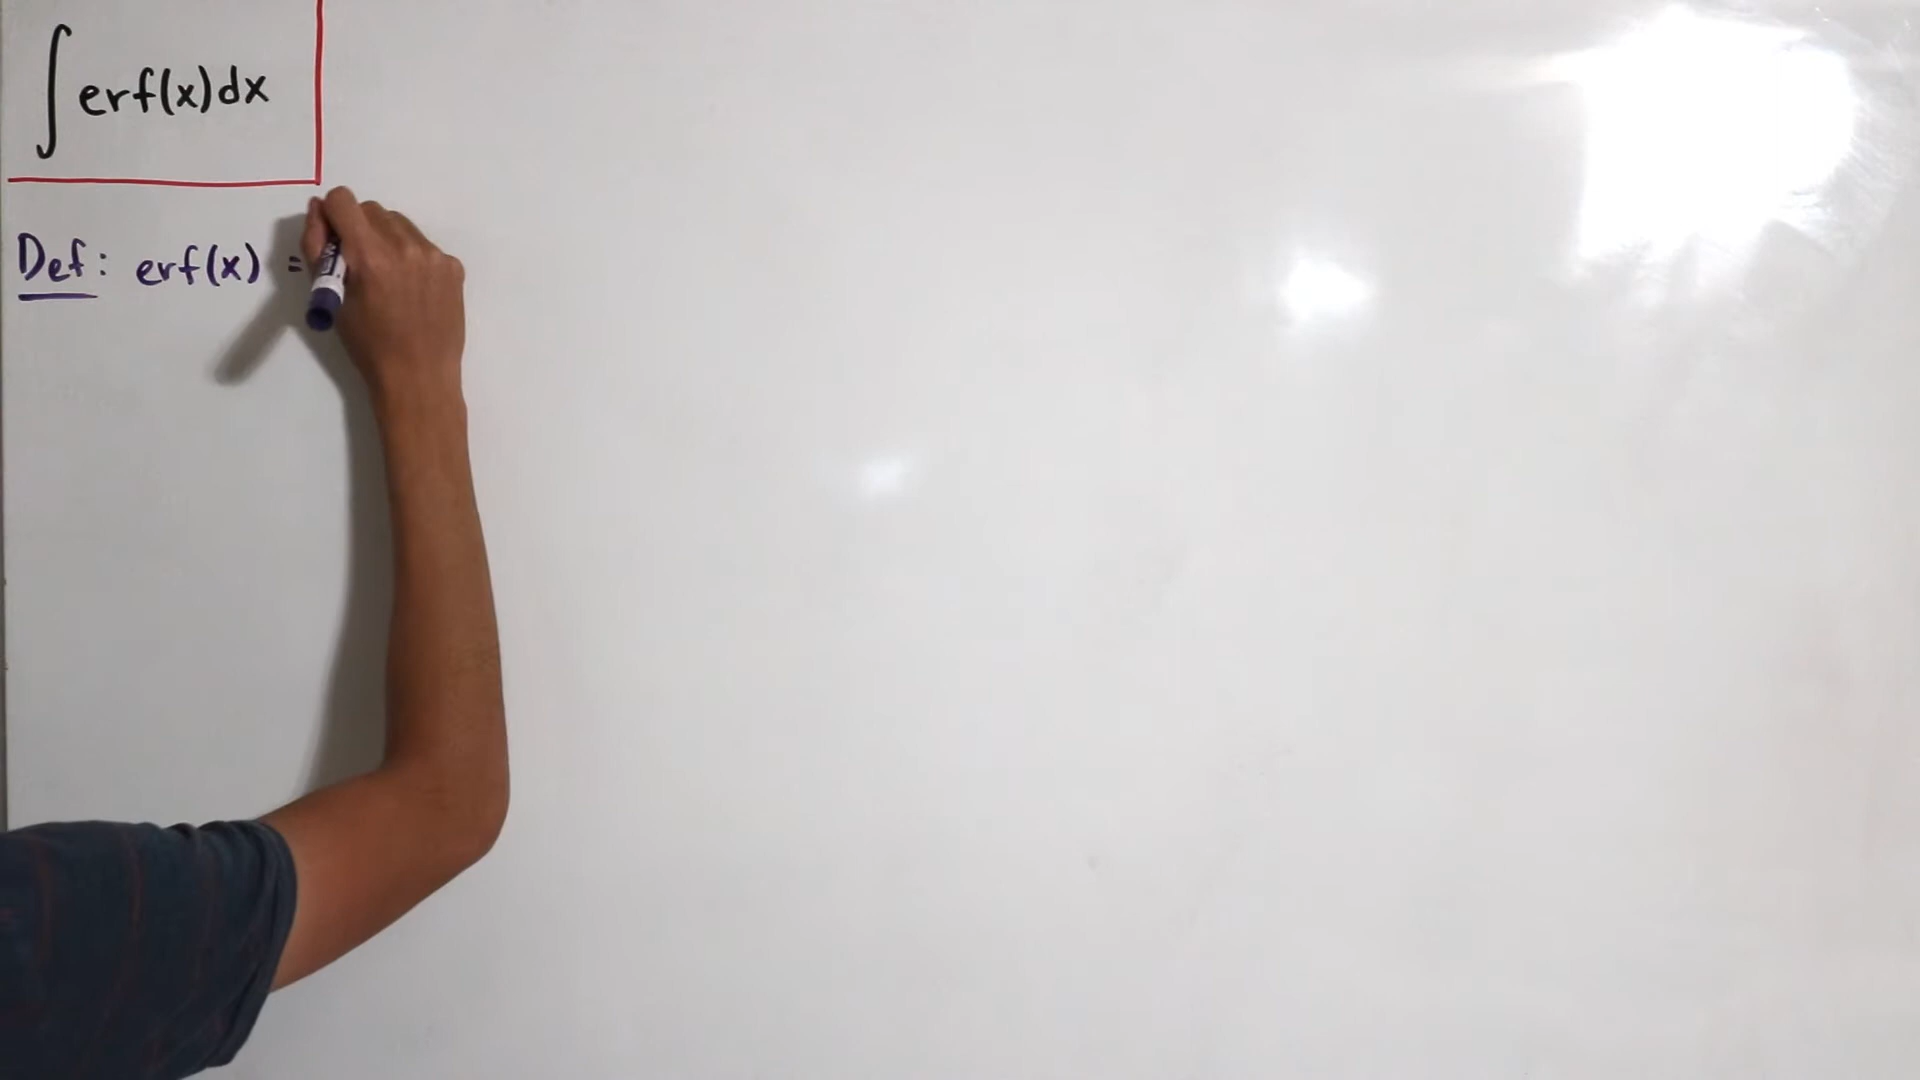 ∫ erf(x) dx
Def: erf(x) =